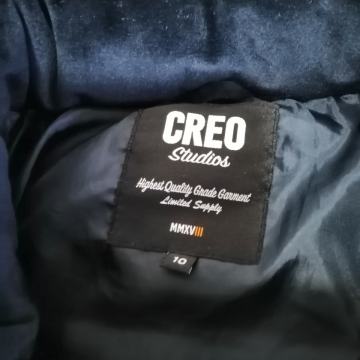 CREO
Studios
Highest Quality Grade Garment
Limited Supply
MMXVIII
10